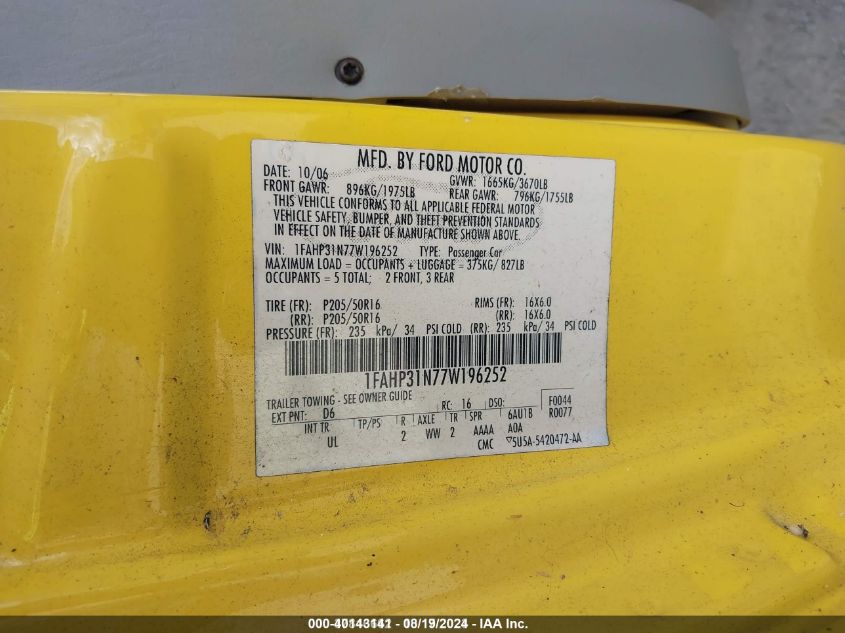 MFD. BY FORD MOTOR CO.
DATE: 10/06 GVWR: 1665KG/3670LB
FRONT GAWR: 896KG/1975LB REAR GAWR: 796KG/1755LB
THIS VEHICLE CONFORMS TO ALL APPLICABLE FEDERAL MOTOR
VEHICLE SAFETY, BUMPER, AND THEFT PREVENTION STANDARDS
IN EFFECT ON THE DATE OF MANUFACTURE SHOWN ABOVE.
VIN: 1FAHP31N77W196252 TYPE: Passenger Car
MAXIMUM LOAD = OCCUPANTS + LUGGAGE = 375KG/ 827LB
OCCUPANTS = 5 TOTAL; 2 FRONT, 3 REAR
TIRE (FR): P205/50R16 RIMS (FR): 16X6.0
(RR): P205/50R16 (RR): 16X6.0
PRESSURE (FR): 235 kPa/ 34 PSI COLD (RR): 235 kPa/ 34 PSI COLD
1FAHP31N77W196252
TRAILER TOWING - SEE OWNER GUIDE
EXT PNT: D6 RC: 16 DSO: F0044
R0077
INT TR TP/PS R AXLE TR SPR 6AU1B
UL 2 WW 2 AAAA A0A
CMC 5U5A-5420472-AA
000-40143141 - 08/19/2024 - IAA Inc.